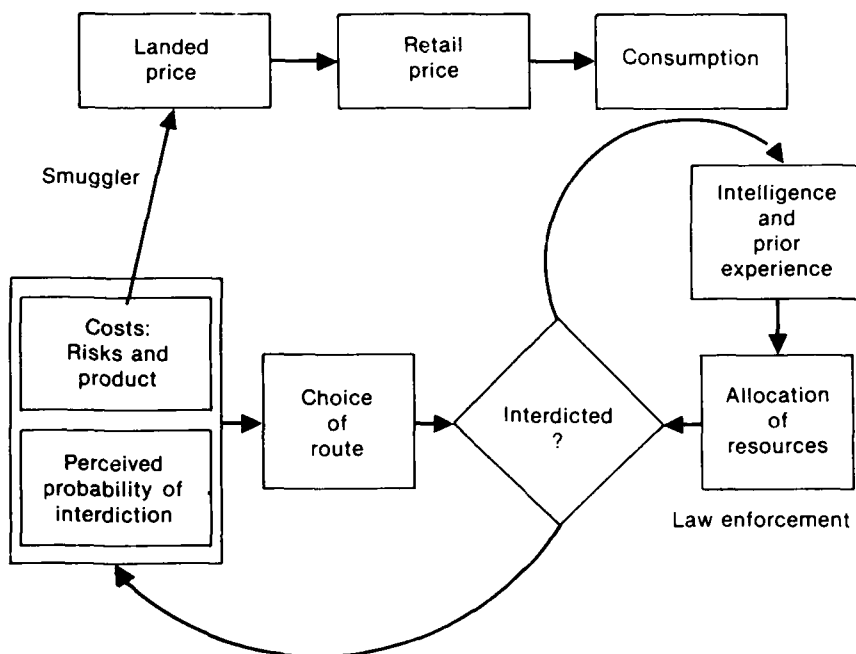 Landed
price
Retail
price
Consumption
Smuggler
Intelligence
and
prior
experience
Costs:
Risks and
product
Choice
of
route
Interdicted
?
Allocation
of
resources
Perceived
probability of
interdiction
Law enforcement